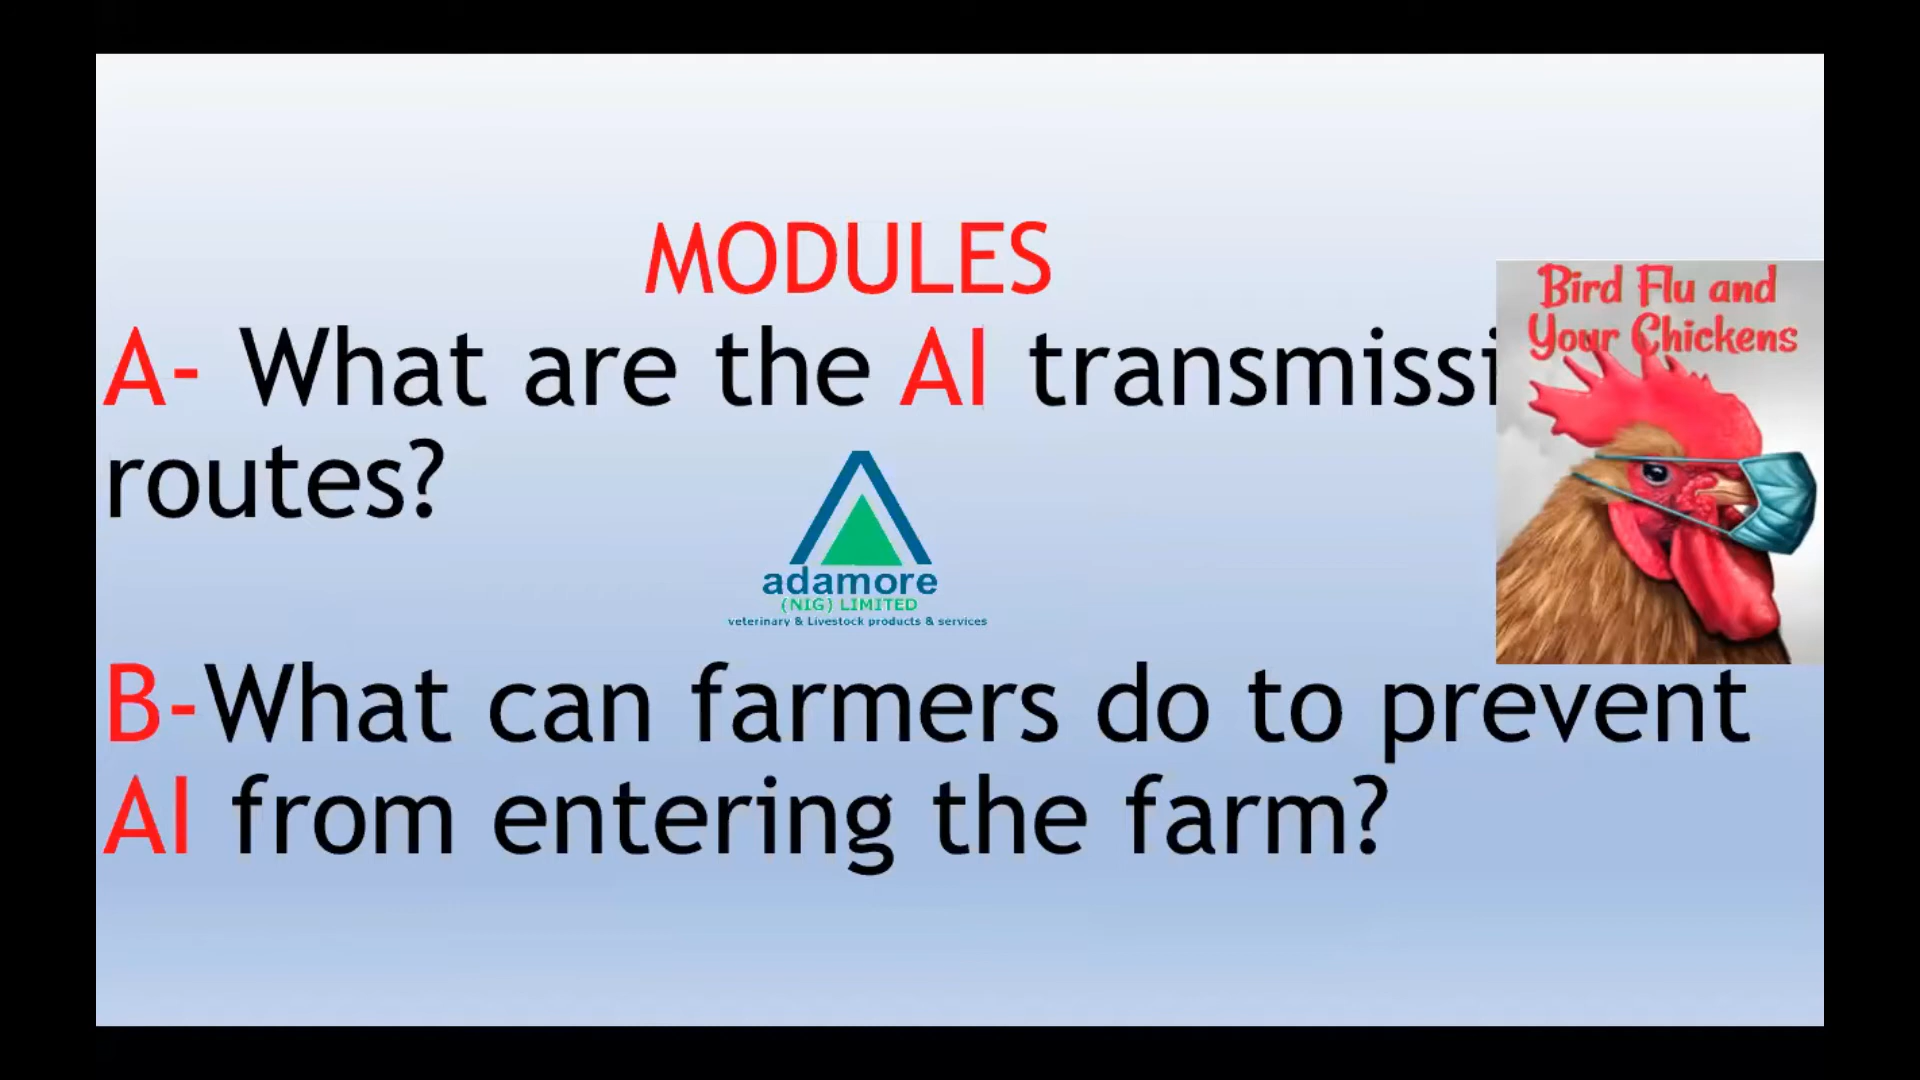 MODULES
A- What are the AI transmissi
routes?
B-What can farmers do to prevent
AI from entering the farm?
adamore
(NIG) LIMITED
veterinary & Livestock products & services
Bird Flu and
Your Chickens